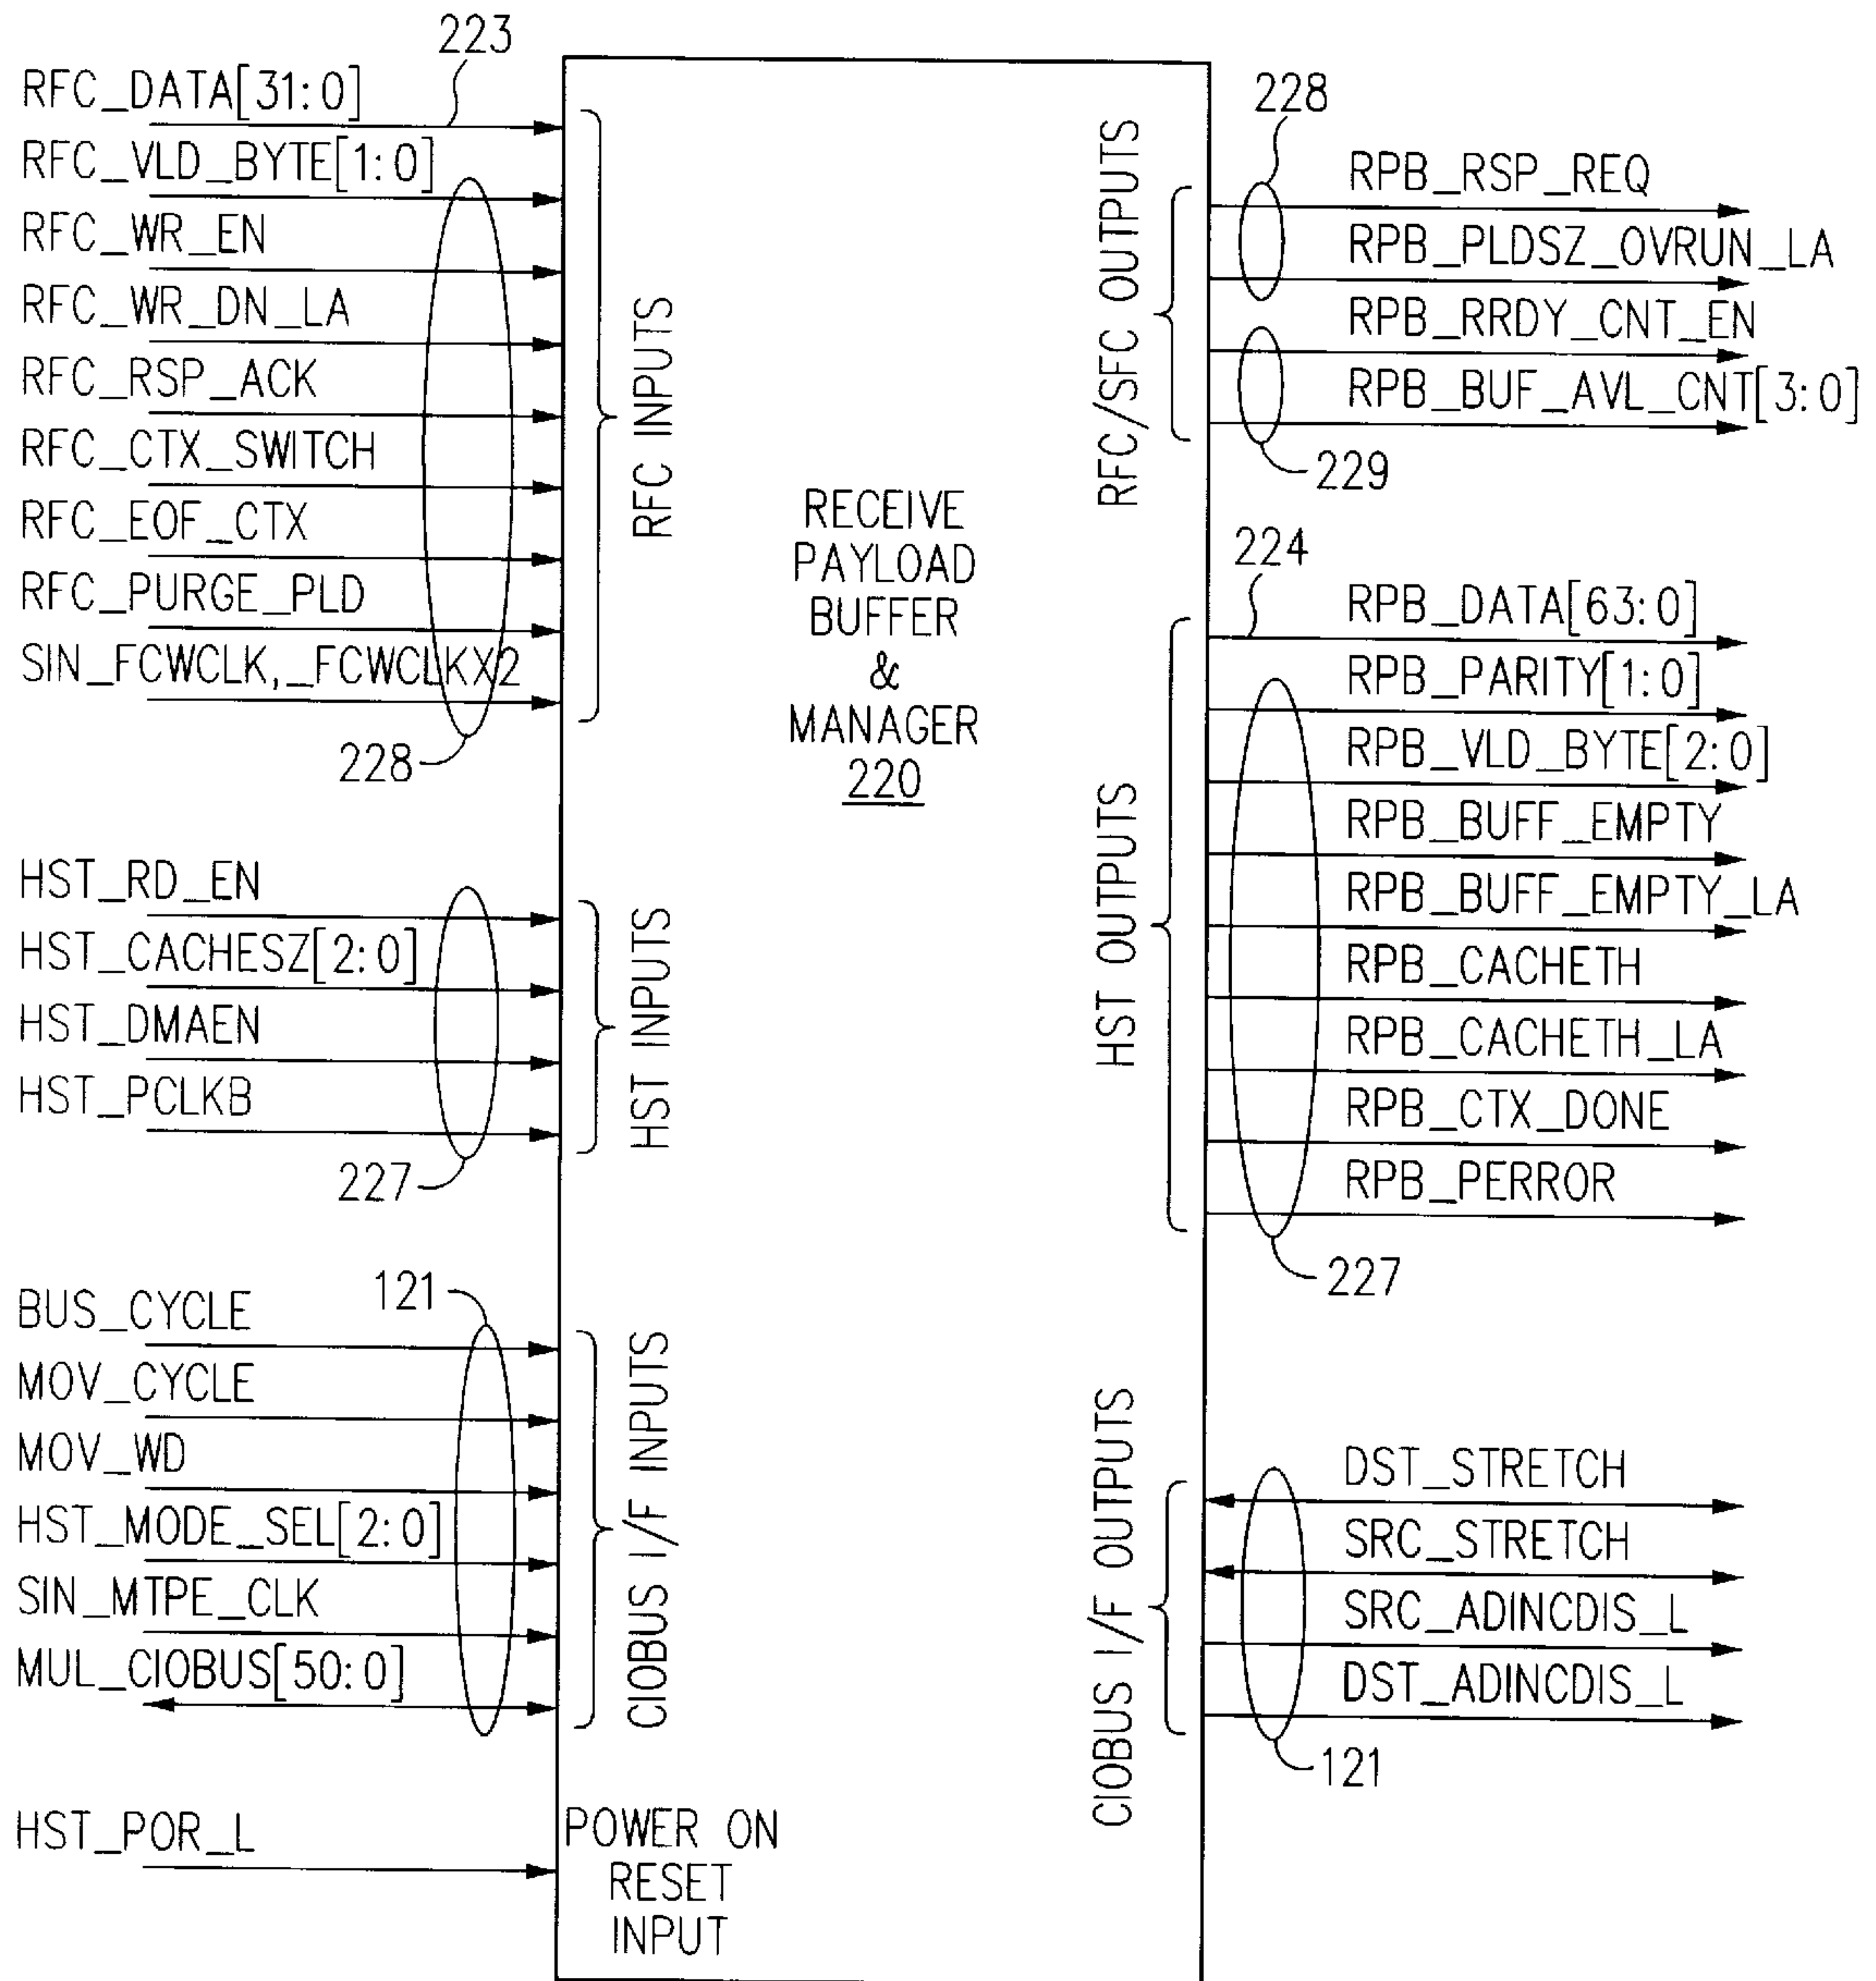 223
RFC_DATA[31:0]
RFC_VLD_BYTE[1:0]
RFC_WR_EN
RFC_WR_DN_LA
RFC_RSP_ACK
RFC_CTX_SWITCH
RFC_EOF_CTX
RFC_PURGE_PLD
SIN_FCWCLK,_FCWCLKX2
228
RFC INPUTS
HST_RD_EN
HST_CACHESZ[2:0]
HST_DMAEN
HST_PCLKB
227
HST INPUTS
BUS_CYCLE
121
MOV_CYCLE
MOV_WD
HST_MODE_SEL[2:0]
SIN_MTPE_CLK
MUL_CIOBUS[50:0]
CIOBUS I/F INPUTS
HST_POR_L
POWER ON
RESET
INPUT
RECEIVE
PAYLOAD
BUFFER
&
MANAGER
220
RFC/SFC OUTPUTS
228
RPB_RSP_REQ
RPB_PLDSZ_OVRUN_LA
RPB_RRDY_CNT_EN
RPB_BUF_AVL_CNT[3:0]
229
HST OUTPUTS
224
RPB_DATA[63:0]
RPB_PARITY[1:0]
RPB_VLD_BYTE[2:0]
RPB_BUFF_EMPTY
RPB_BUFF_EMPTY_LA
RPB_CACHETH
RPB_CACHETH_LA
RPB_CTX_DONE
RPB_PERROR
227
CIOBUS I/F OUTPUTS
DST_STRETCH
SRC_STRETCH
SRC_ADINCDIS_L
DST_ADINCDIS_L
121